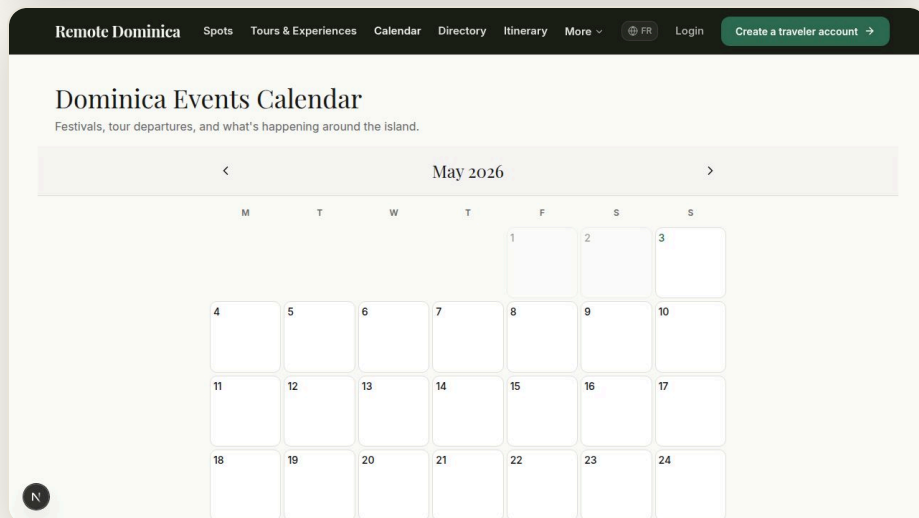 Remote Dominica Spots Tours & Experiences Calendar Directory Itinerary More FR Login Create a traveler account →
Dominica Events Calendar
Festivals, tour departures, and what's happening around the island.
‹ May 2026 ›
M T W T F S S
1 2 3
4 5 6 7 8 9 10
11 12 13 14 15 16 17
18 19 20 21 22 23 24
N